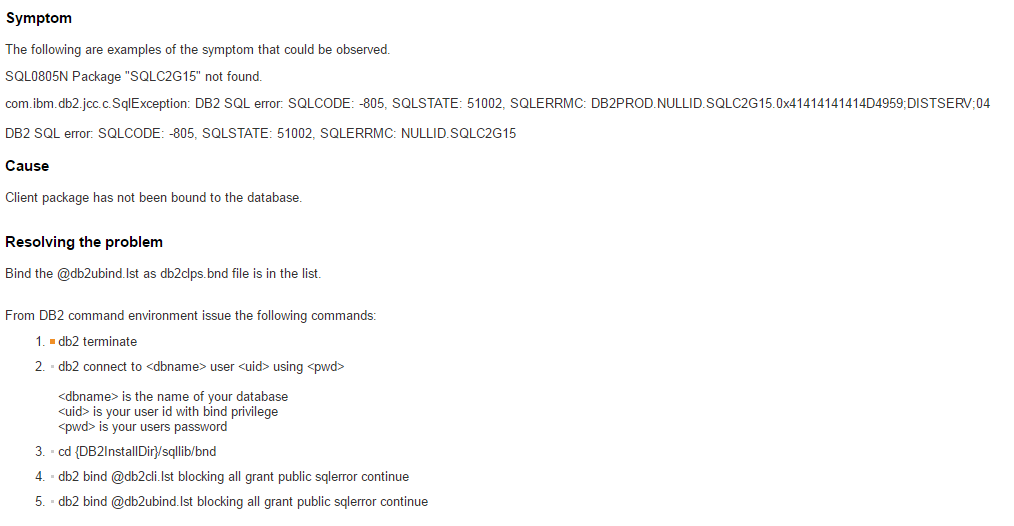 Symptom
The following are examples of the symptom that could be observed.
SQL0805N Package "SQLC2G15" not found.
com.ibm.db2.jcc.c.SqlException: DB2 SQL error: SQLCODE: -805, SQLSTATE: 51002, SQLERRMC: DB2PROD.NULLID.SQLC2G15.0x41414141414D4959;DISTSERV;04
DB2 SQL error: SQLCODE: -805, SQLSTATE: 51002, SQLERRMC: NULLID.SQLC2G15
Cause
Client package has not been bound to the database.
Resolving the problem
Bind the @db2ubind.lst as db2clps.bnd file is in the list.
From DB2 command environment issue the following commands:
1. db2 terminate
2. db2 connect to <dbname> user <uid> using <pwd>
<dbname> is the name of your database
<uid> is your user id with bind privilege
<pwd> is your users password
3. cd {DB2InstallDir}/sqllib/bnd
4. db2 bind @db2cli.lst blocking all grant public sqlerror continue
5. db2 bind @db2ubind.lst blocking all grant public sqlerror continue